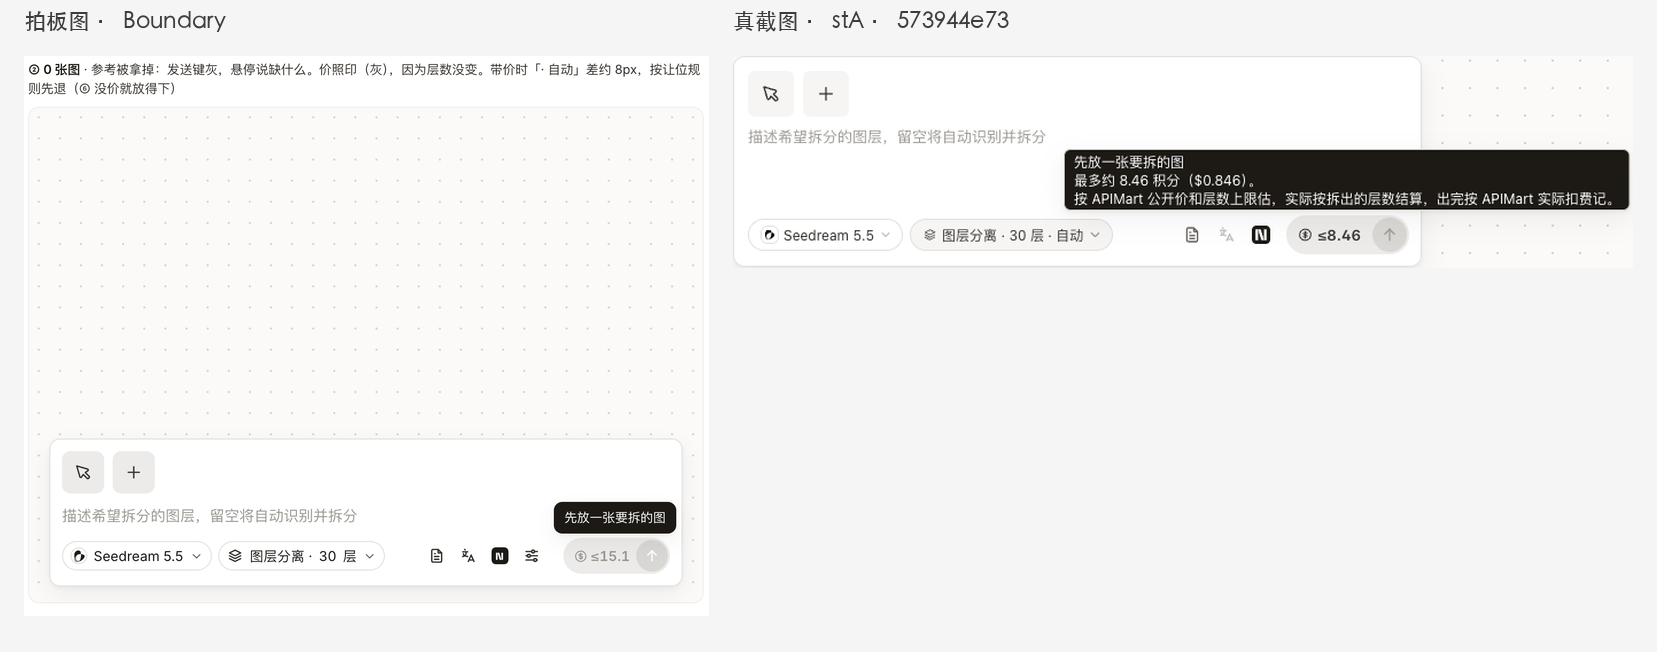 拍板图 · Boundary
② 0 张图 · 参考被拿掉：发送键灰，悬停说缺什么。价照印（灰），因为层数没变。带价时「· 自动」差约 8px，按让位规
则先退（⑥ 没价就放得下）
描述希望拆分的图层，留空将自动识别并拆分
先放一张要拆的图
Seedream 5.5
图层分离 · 30 层
≤15.1
真截图 · stA · 573944e73
描述希望拆分的图层，留空将自动识别并拆分
先放一张要拆的图
最多约 8.46 积分（$0.846）。
按 APIMart 公开价和层数上限估，实际按拆出的层数结算，出完按 APIMart 实际扣费记。
Seedream 5.5
图层分离 · 30 层 · 自动
≤8.46